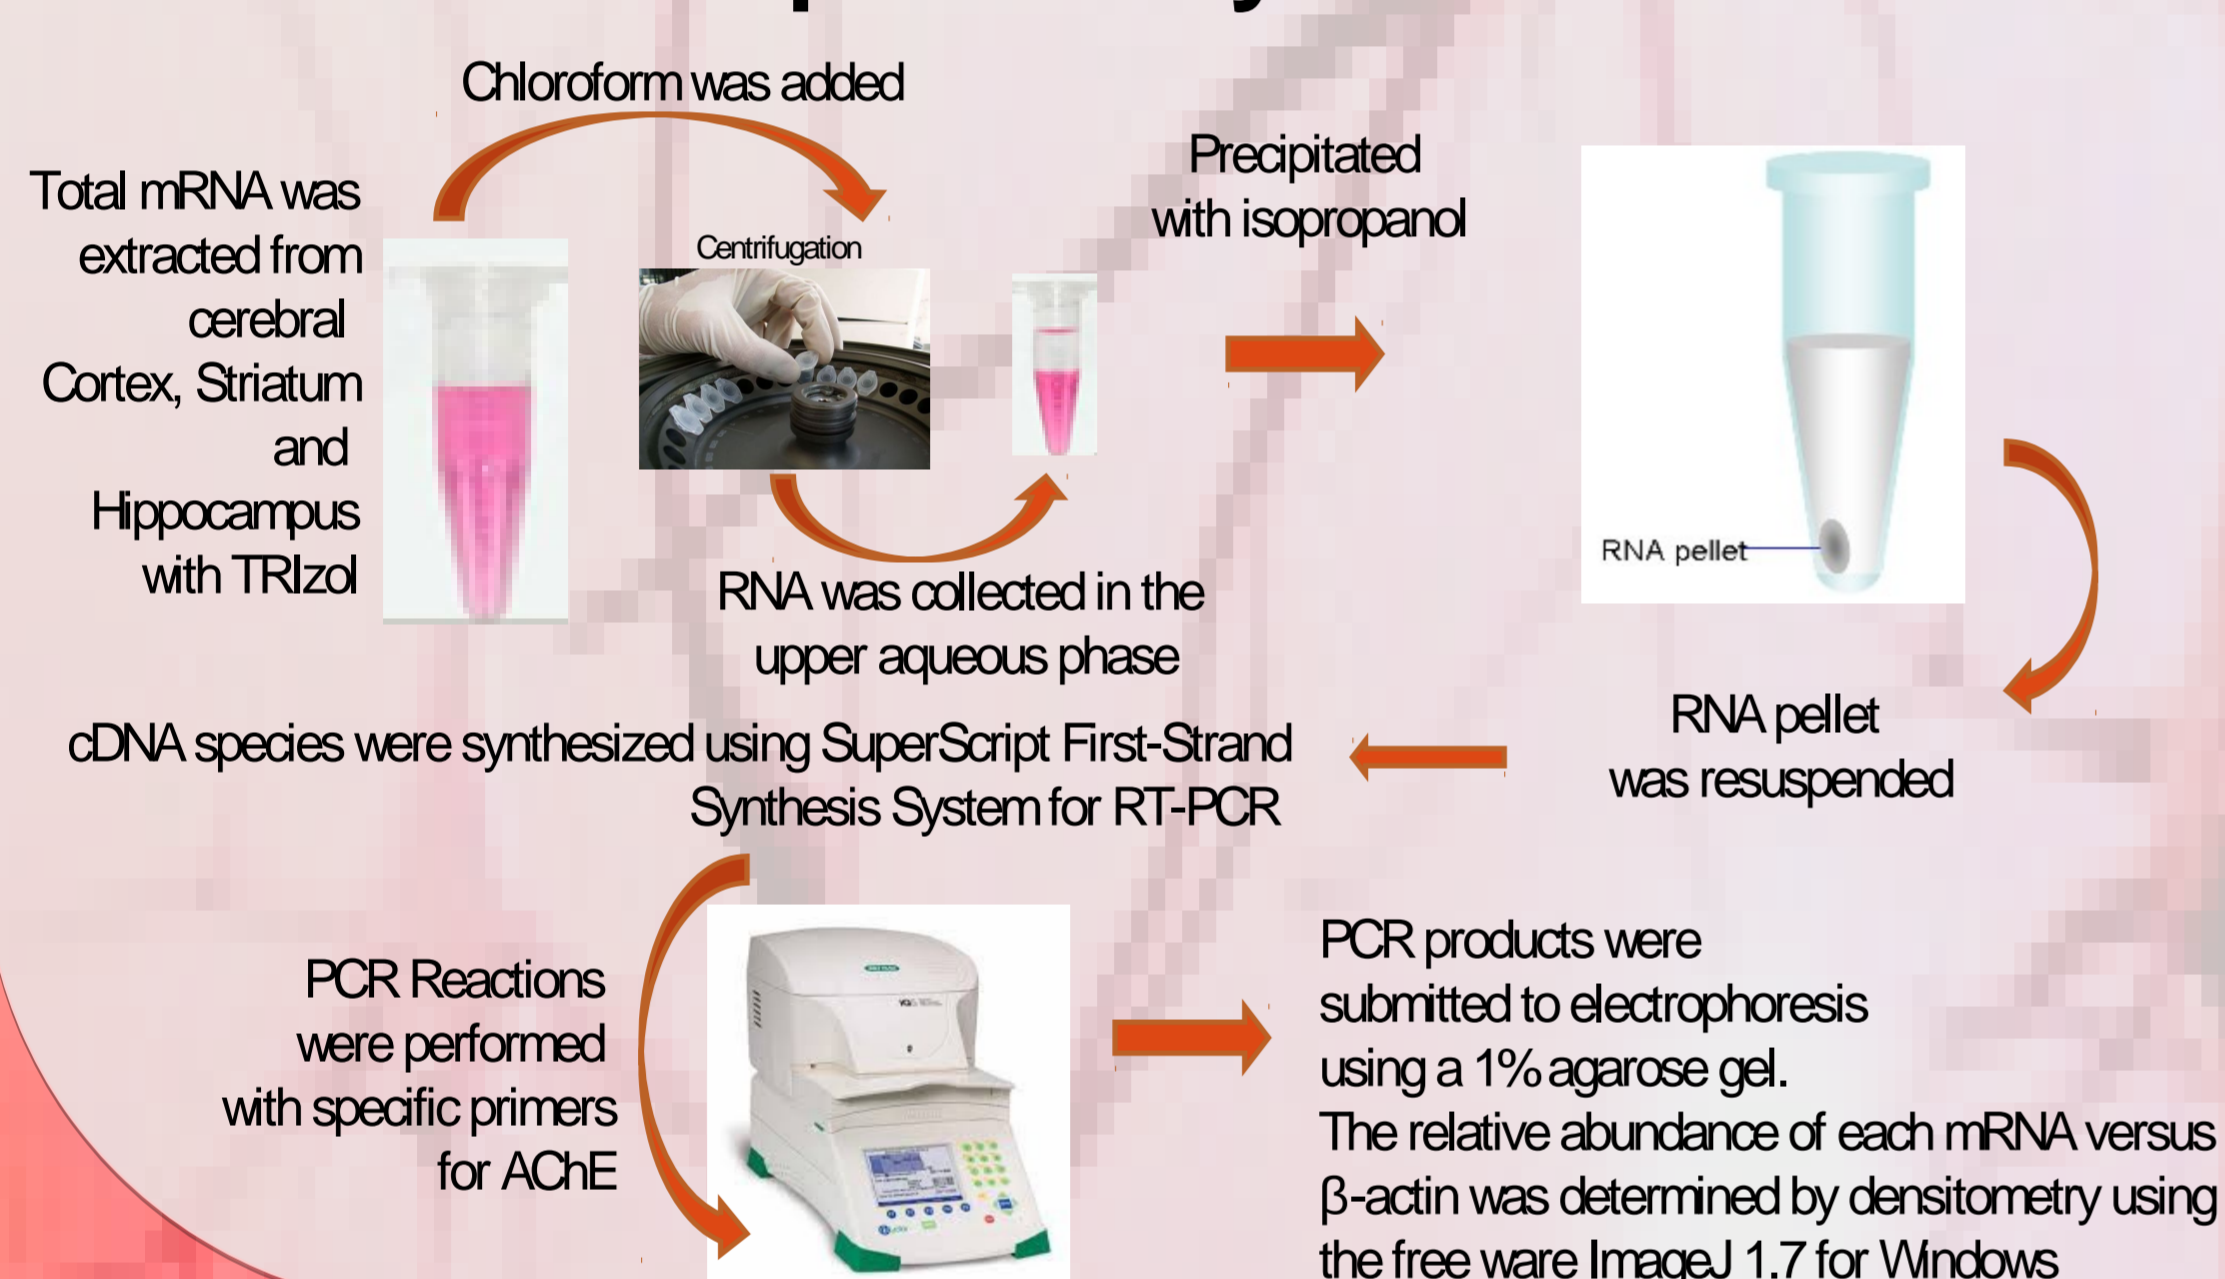 Chloroform was added
Total mRNA was
extracted from
cerebral
Cortex, Striatum
and
Hippocampus
with TRIzol
Centrifugation
RNA was collected in the
upper aqueous phase
Precipitated
with isopropanol
RNA pellet
RNA pellet
was resuspended
cDNA species were synthesized using SuperScript First-Strand
Synthesis System for RT-PCR
PCR Reactions
were performed
with specific primers
for AChE
PCR products were
submitted to electrophoresis
using a 1% agarose gel.
The relative abundance of each mRNA versus
β-actin was determined by densitometry using
the free ware ImageJ 1.7 for Windows